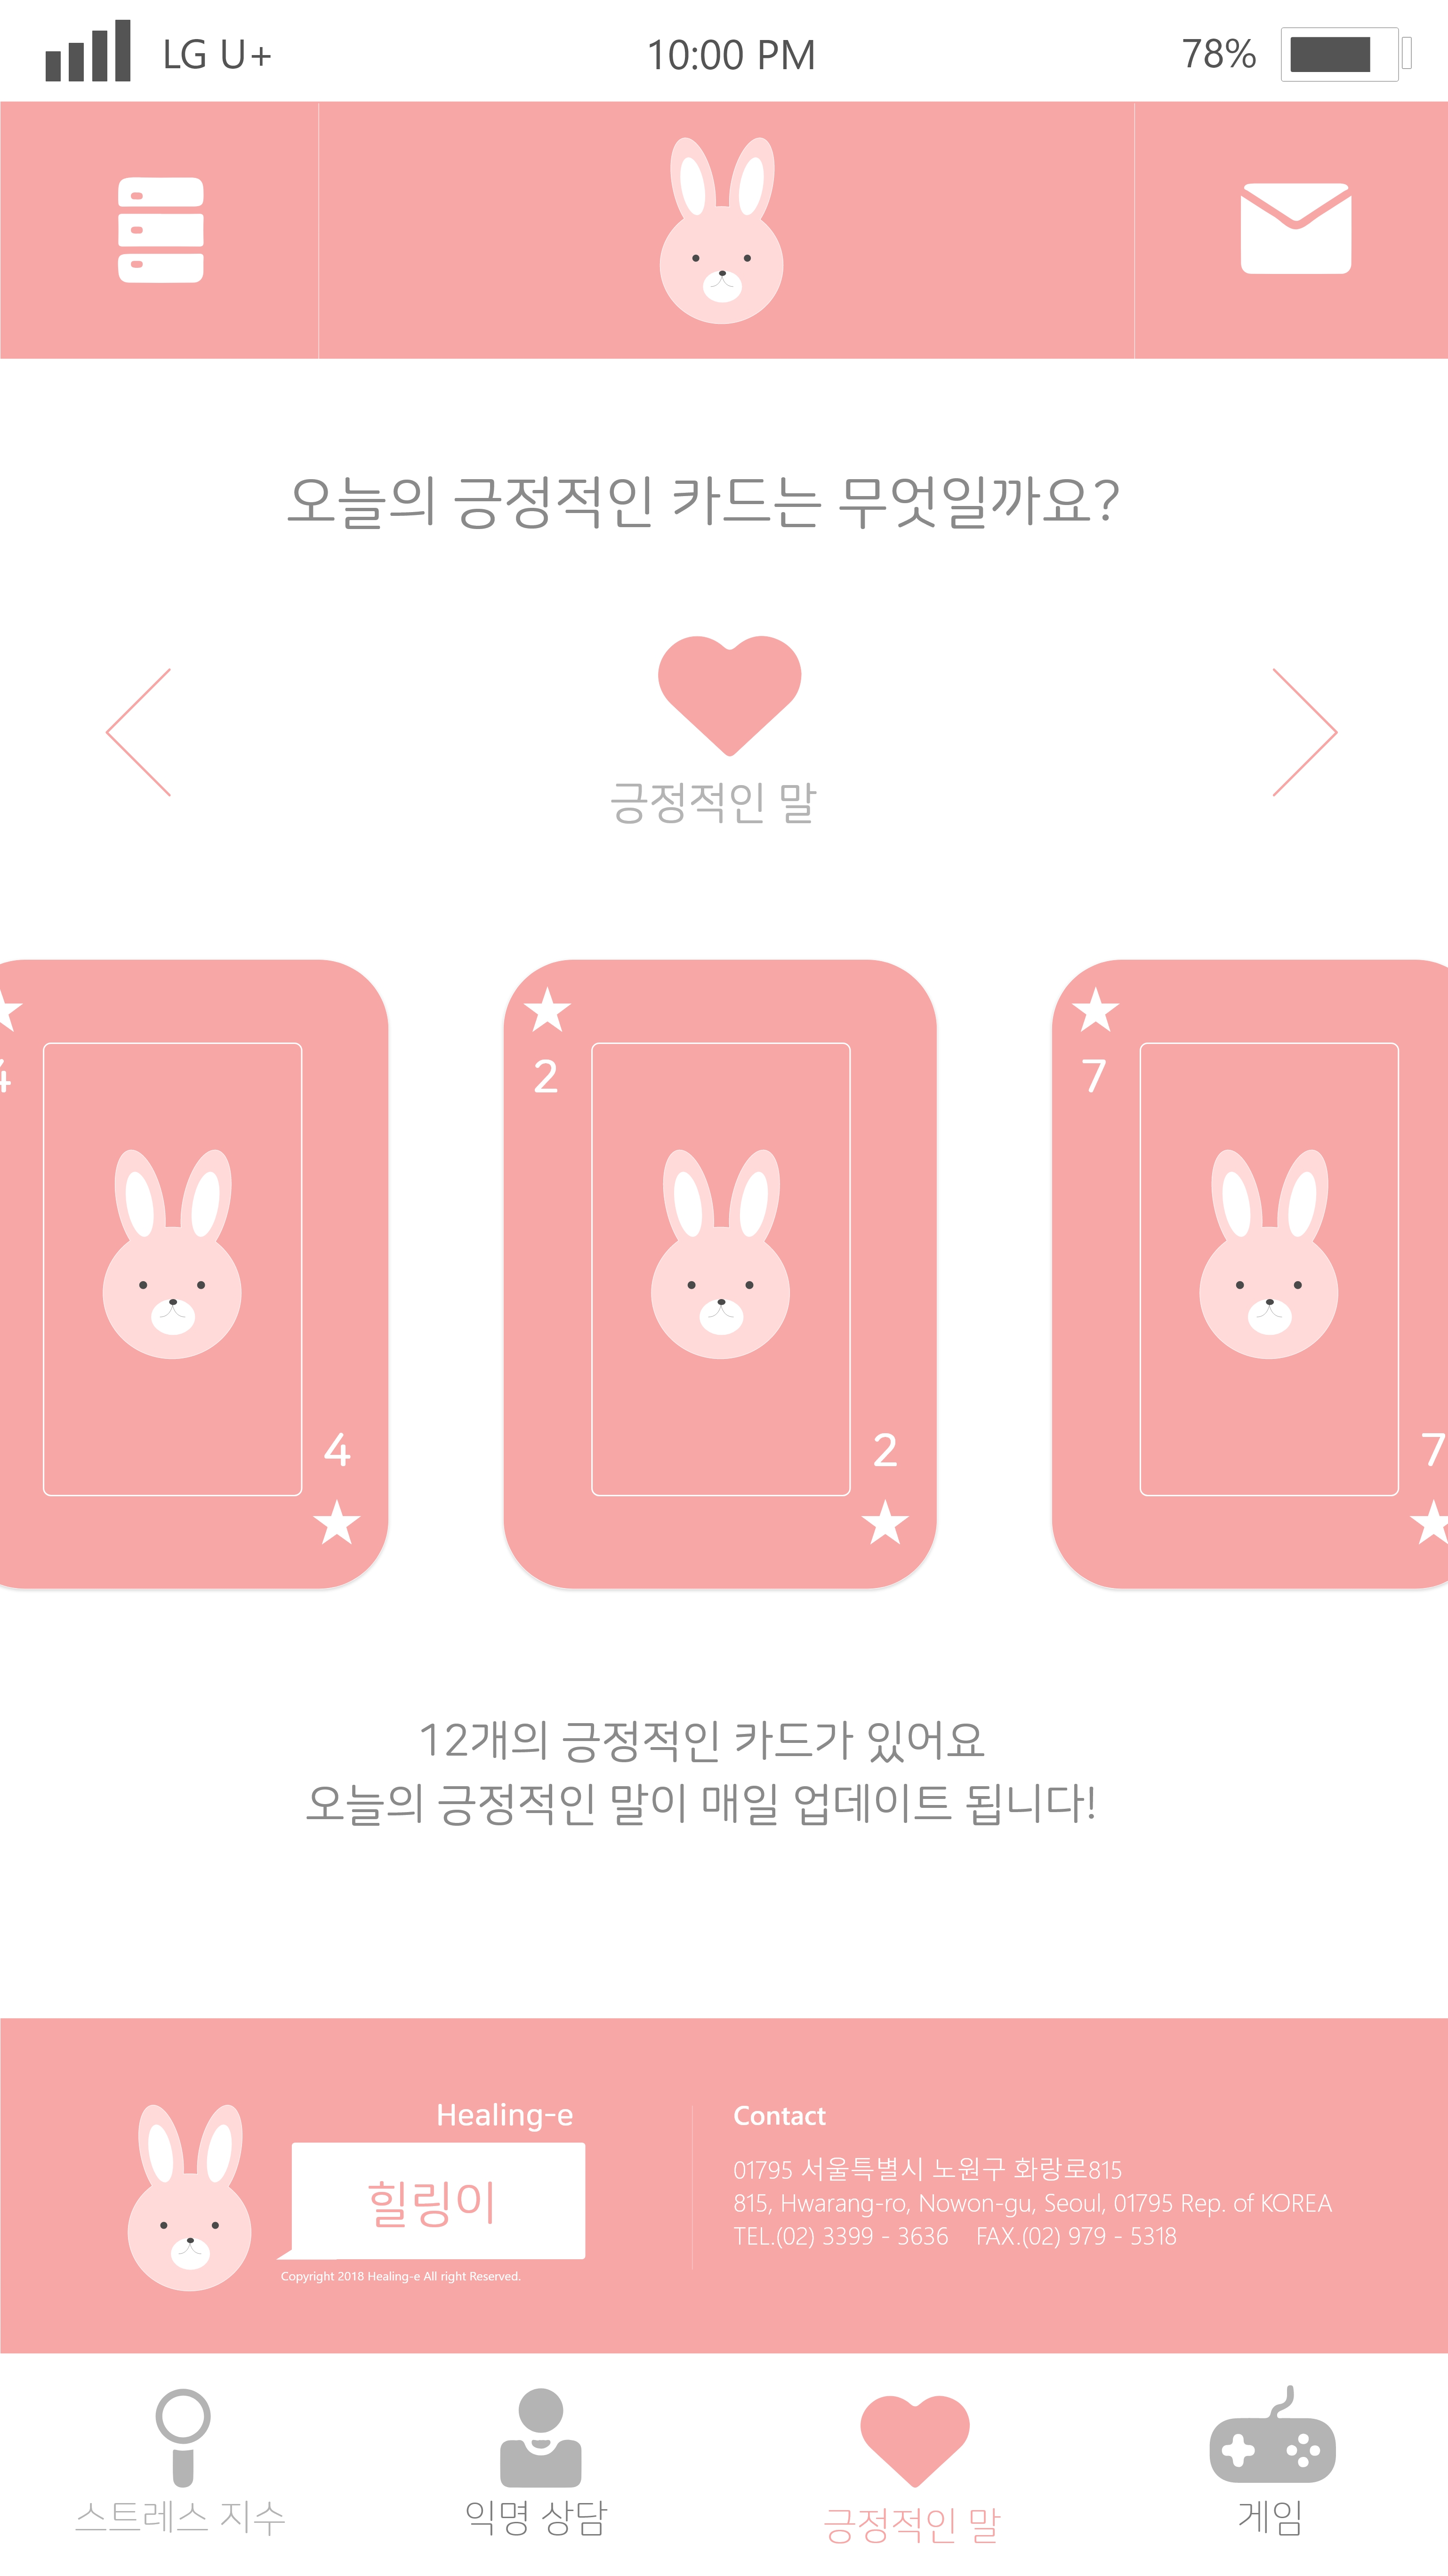 LG U+
10:00 PM
78%
오늘의 긍정적인 카드는 무엇일까요?
긍정적인 말
4
2
7
4
2
7
12개의 긍정적인 카드가 있어요
오늘의 긍정적인 말이 매일 업데이트 됩니다!
Healing-e
힐링이
Copyright 2018 Healing-e All right Reserved.
Contact
01795 서울특별시 노원구 화랑로815
815, Hwarang-ro, Nowon-gu, Seoul, 01795 Rep. of KOREA
TEL.(02) 3399 - 3636 FAX.(02) 979 - 5318
스트레스 지수
익명 상담
긍정적인 말
게임